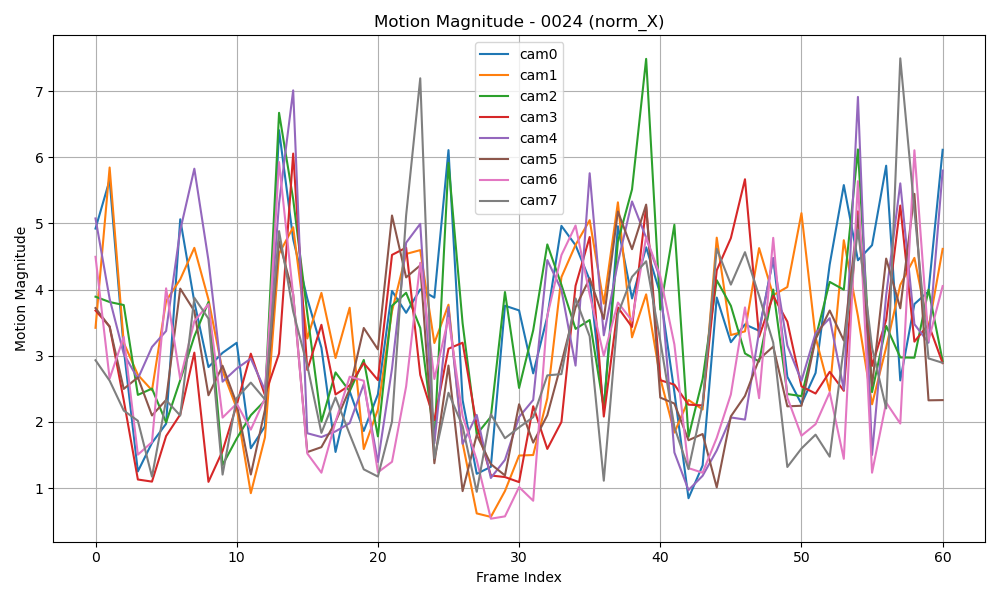 Motion Magnitude - 0024 (norm_X)
Motion Magnitude
7
6
5
4
3
2
1
cam0
cam1
cam2
cam3
cam4
cam5
cam6
cam7
0 10 20 30 40 50 60
Frame Index